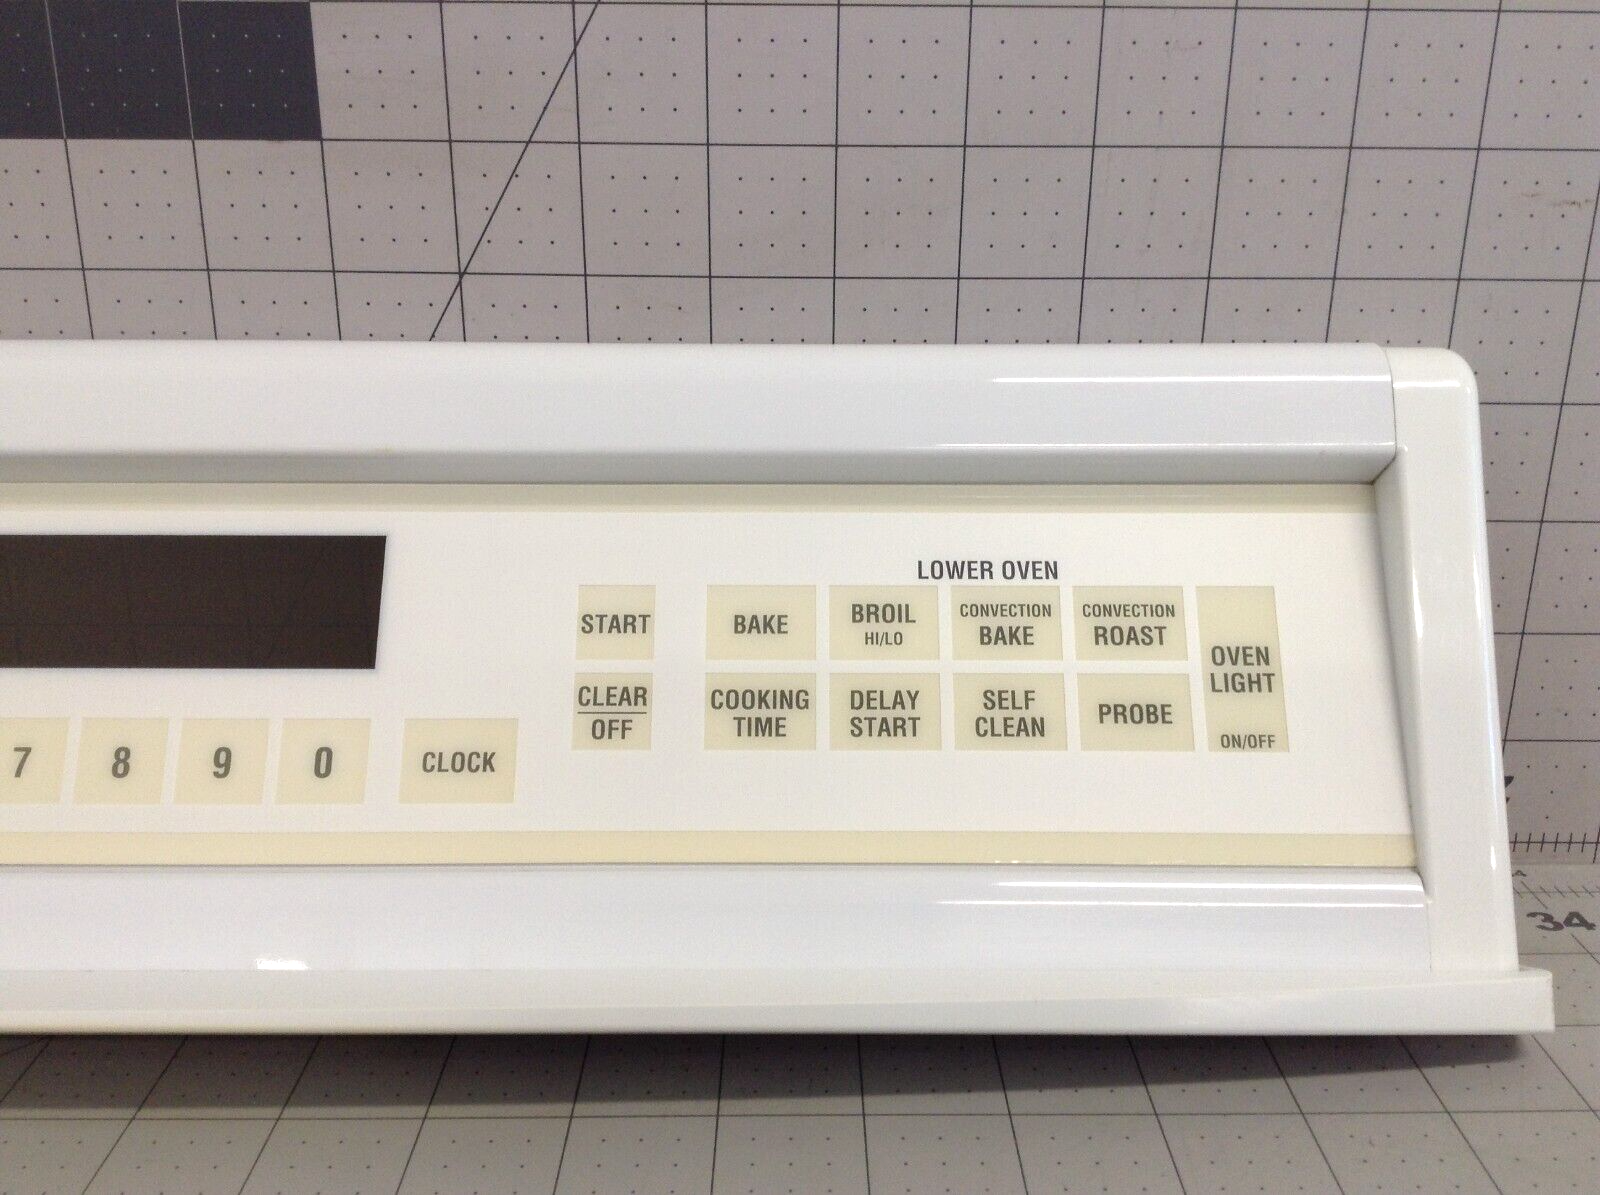 LOWER OVEN
START
BAKE
BROIL
HI/LO
CONVECTION
BAKE
CONVECTION
ROAST
OVEN
LIGHT
ON/OFF
CLEAR
OFF
COOKING
TIME
DELAY
START
SELF
CLEAN
PROBE
7 8 9 0 CLOCK
34